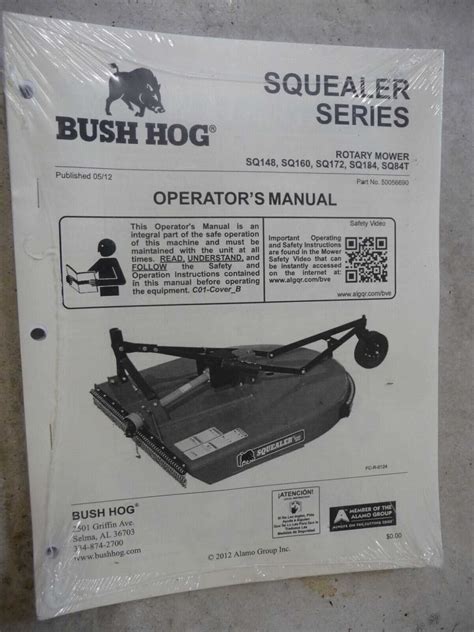 BUSH HOG®
SQUEALER
SERIES
ROTARY MOWER
SQ148, SQ160, SQ172, SQ184, SQ84T
Published 05/12
Part No. 50056690
OPERATOR'S MANUAL
This Operator's Manual is an
integral part of the safe operation
of this machine and must be
maintained with the unit at all
times. READ, UNDERSTAND, and
FOLLOW the Safety and
Operation Instructions contained
in this manual before operating
the equipment. C01-Cover_B
Important Operating
and Safety Instructions
are found in the Mower
Safety Video that can
be instantly accessed
on the internet at:
www.algqr.com/bve
Safety Video
www.algqr.com/bve
SQUEALER
BUSH HOG®
2501 Griffin Ave.
Selma, AL 36703
334-874-2700
www.bushhog.com
¡ATENCIÓN!
© 2012 Alamo Group Inc.
A MEMBER OF THE
ALAMO GROUP
ALWAYS ON THE CUTTING EDGE
$0.00